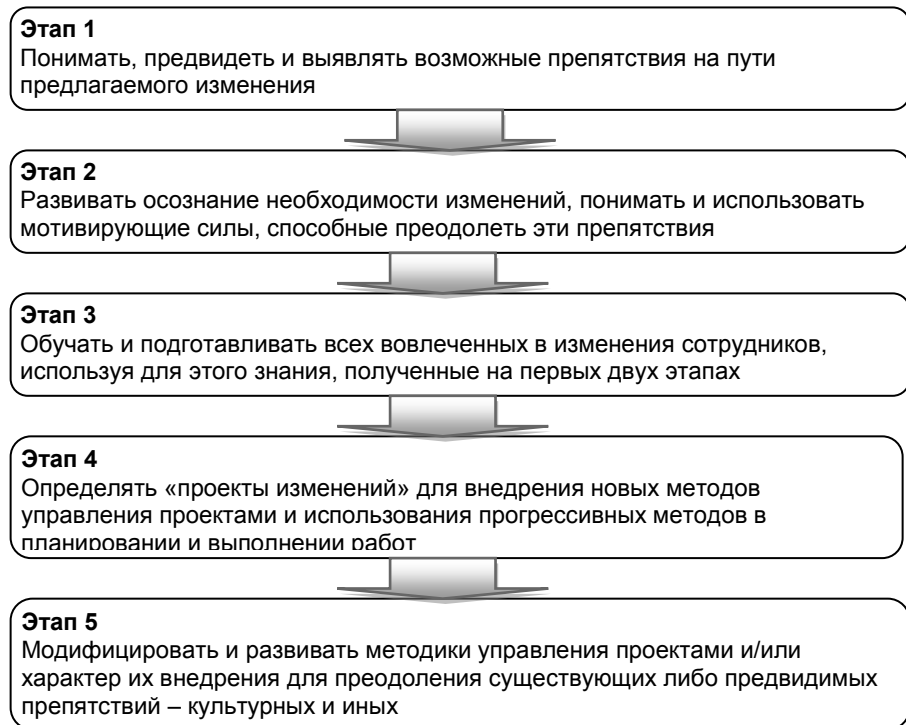 Этап 1
Понимать, предвидеть и выявлять возможные препятствия на пути
предлагаемого изменения
Этап 2
Развивать осознание необходимости изменений, понимать и использовать
мотивирующие силы, способные преодолеть эти препятствия
Этап 3
Обучать и подготавливать всех вовлеченных в изменения сотрудников,
используя для этого знания, полученные на первых двух этапах
Этап 4
Определять «проекты изменений» для внедрения новых методов
управления проектами и использования прогрессивных методов в
планировании и выполнении работ
Этап 5
Модифицировать и развивать методики управления проектами и/или
характер их внедрения для преодоления существующих либо предвидимых
препятствий – культурных и иных